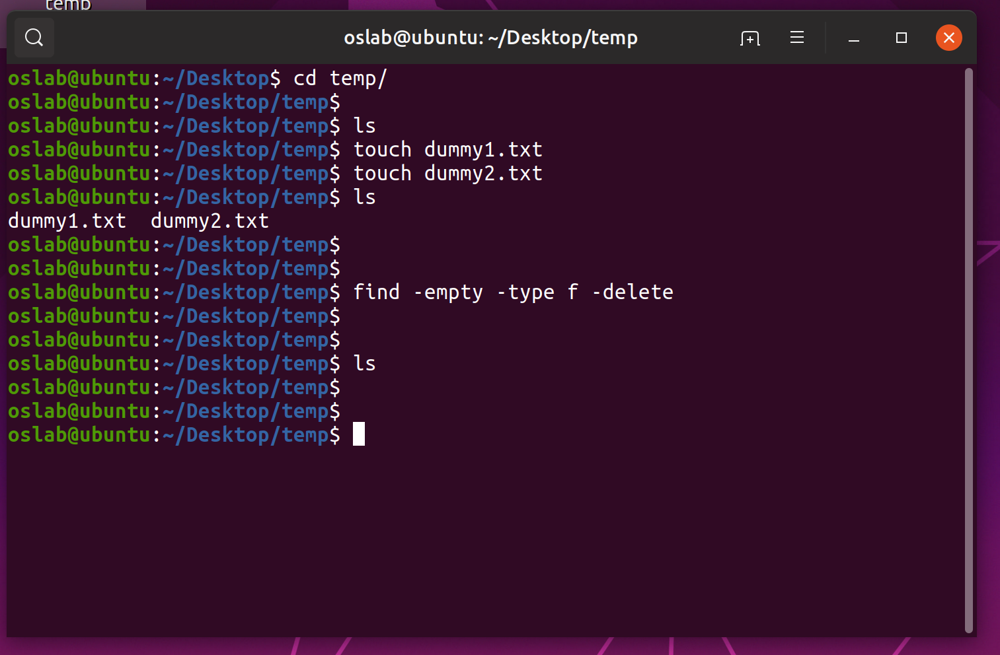 temp
oslab@ubuntu: ~/Desktop/temp
oslab@ubuntu:~/Desktop$ cd temp/
oslab@ubuntu:~/Desktop/temp$
oslab@ubuntu:~/Desktop/temp$ ls
oslab@ubuntu:~/Desktop/temp$ touch dummy1.txt
oslab@ubuntu:~/Desktop/temp$ touch dummy2.txt
oslab@ubuntu:~/Desktop/temp$ ls
dummy1.txt  dummy2.txt
oslab@ubuntu:~/Desktop/temp$
oslab@ubuntu:~/Desktop/temp$
oslab@ubuntu:~/Desktop/temp$ find -empty -type f -delete
oslab@ubuntu:~/Desktop/temp$
oslab@ubuntu:~/Desktop/temp$
oslab@ubuntu:~/Desktop/temp$ ls
oslab@ubuntu:~/Desktop/temp$
oslab@ubuntu:~/Desktop/temp$
oslab@ubuntu:~/Desktop/temp$